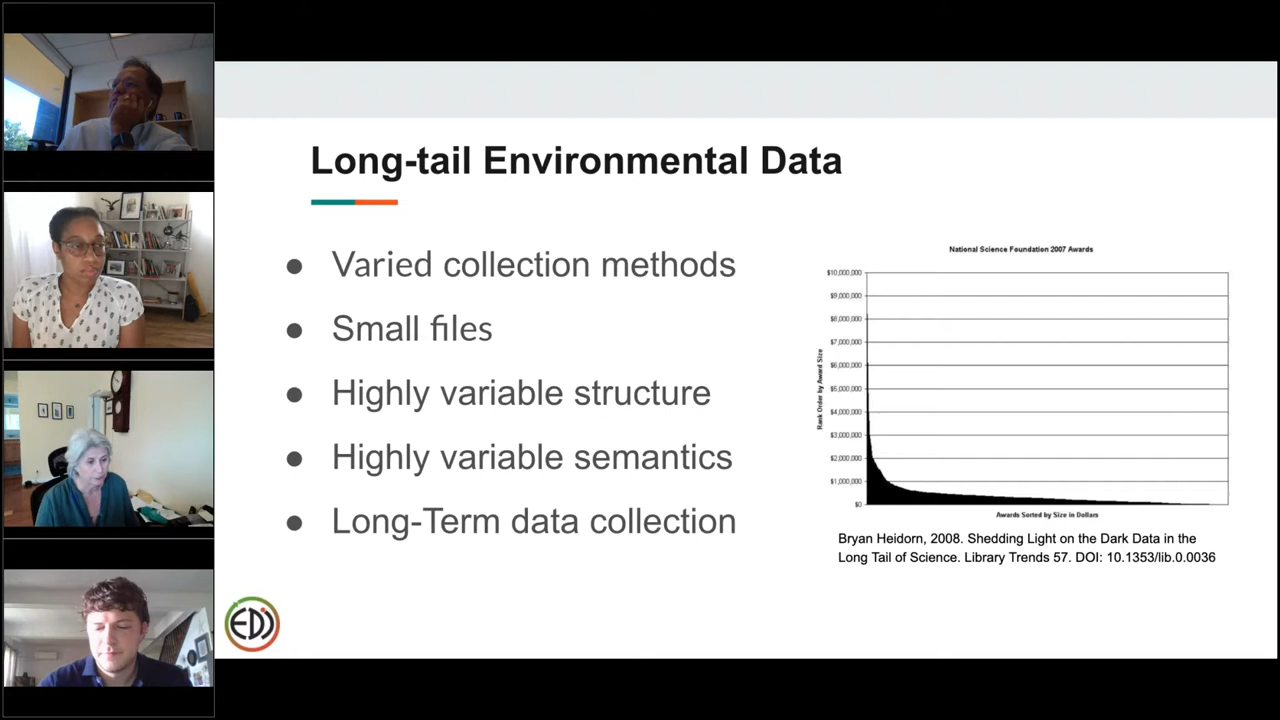 Long-tail Environmental Data
● Varied collection methods
● Small files
● Highly variable structure
● Highly variable semantics
● Long-Term data collection
National Science Foundation 2007 Awards
$10,000,000
$9,000,000
$8,000,000
$7,000,000
$6,000,000
$5,000,000
$4,000,000
$3,000,000
$2,000,000
$1,000,000
$0
Rank Order by Award Size
Awards Sorted by Size in Dollars
Bryan Heidorn, 2008. Shedding Light on the Dark Data in the
Long Tail of Science. Library Trends 57. DOI: 10.1353/lib.0.0036
EDI